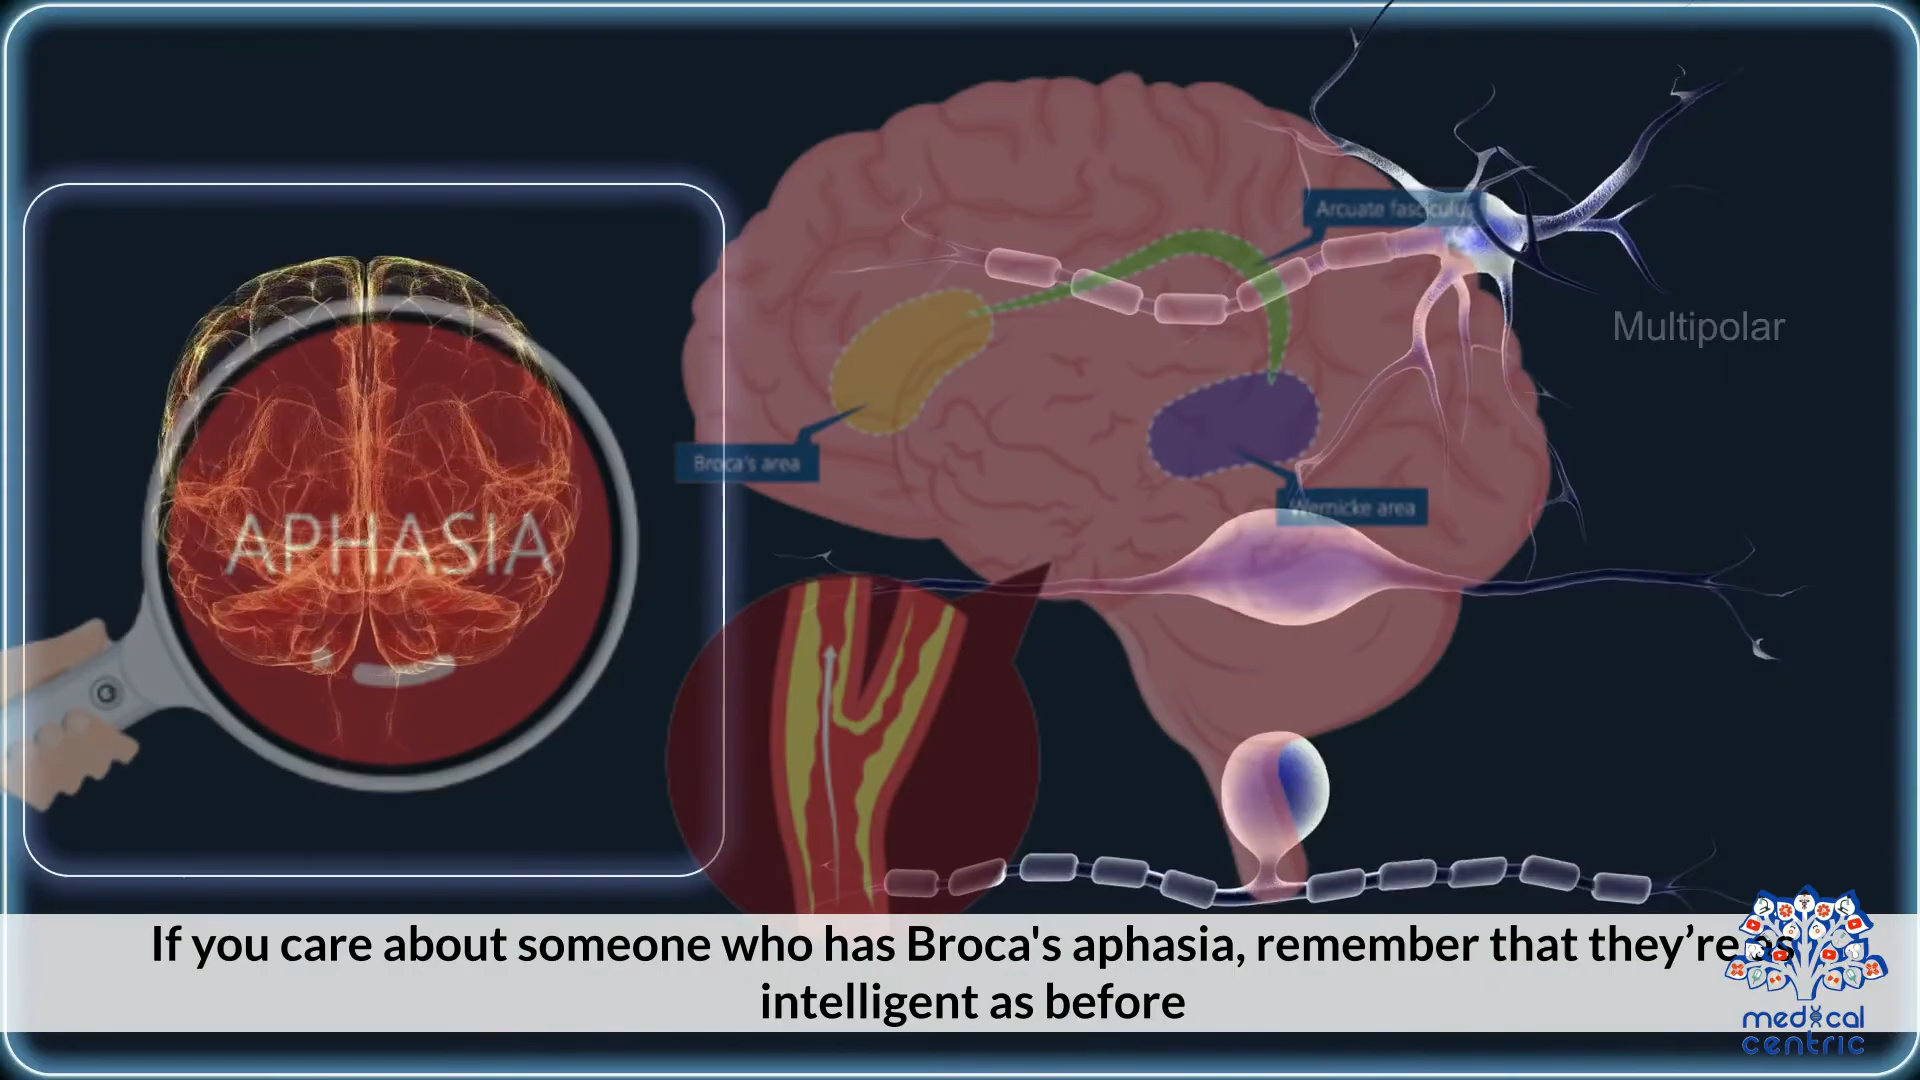 Arcuate fasciculus
Multipolar
Broca's area
Wernicke area
APHASIA
If you care about someone who has Broca's aphasia, remember that they’re as
intelligent as before
medical
centric